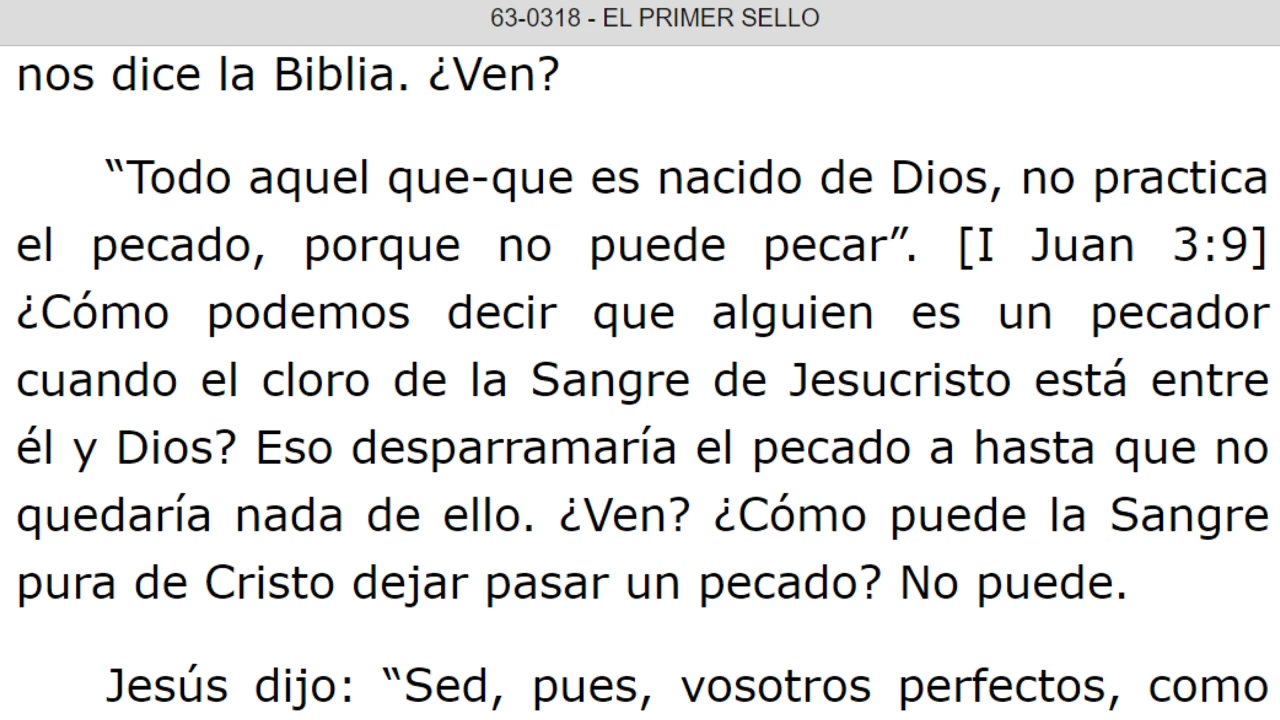 63-0318 - EL PRIMER SELLO
nos dice la Biblia. ¿Ven?
“Todo aquel que-que es nacido de Dios, no practica
el pecado, porque no puede pecar”. [I Juan 3:9]
¿Cómo podemos decir que alguien es un pecador
cuando el cloro de la Sangre de Jesucristo está entre
él y Dios? Eso desparramaría el pecado a hasta que no
quedaría nada de ello. ¿Ven? ¿Cómo puede la Sangre
pura de Cristo dejar pasar un pecado? No puede.
Jesús dijo: “Sed, pues, vosotros perfectos, como